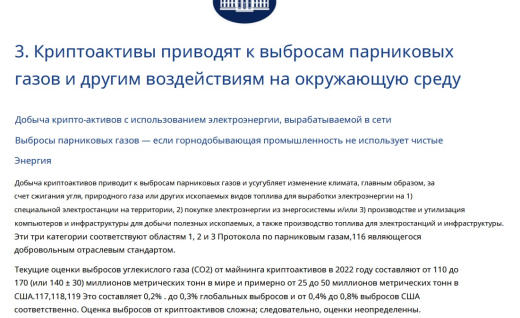 3. Криптоактивы приводят к выбросам парниковых
газов и другим воздействиям на окружающую среду
Добыча крипто-активов с использованием электроэнергии, вырабатываемой в сети
Выбросы парниковых газов — если горнодобывающая промышленность не использует чистые
Энергия
Добыча криптоактивов приводит к выбросам парниковых газов и усугубляет изменение климата, главным образом, за
счет сжигания угля, природного газа или других ископаемых видов топлива для выработки электроэнергии на 1)
специальной электростанции на территории, 2) покупке электроэнергии из энергосистемы и/или 3) производстве и утилизация
компьютеров и инфраструктуры для добычи полезных ископаемых, а также производство топлива для электростанций и инфраструктуры.
Эти три категории соответствуют областям 1, 2 и 3 Протокола по парниковым газам,116 являющегося
добровольным отраслевым стандартом.
Текущие оценки выбросов углекислого газа (CO2) от майнинга криптоактивов в 2022 году составляют от 110 до
170 (или 140 ± 30) миллионов метрических тонн в мире и примерно от 25 до 50 миллионов метрических тонн в
США.117,118,119 Это составляет 0,2% . до 0,3% глобальных выбросов и от 0,4% до 0,8% выбросов США
соответственно. Оценка выбросов от криптоактивов сложна; следовательно, оценки неопределенны.